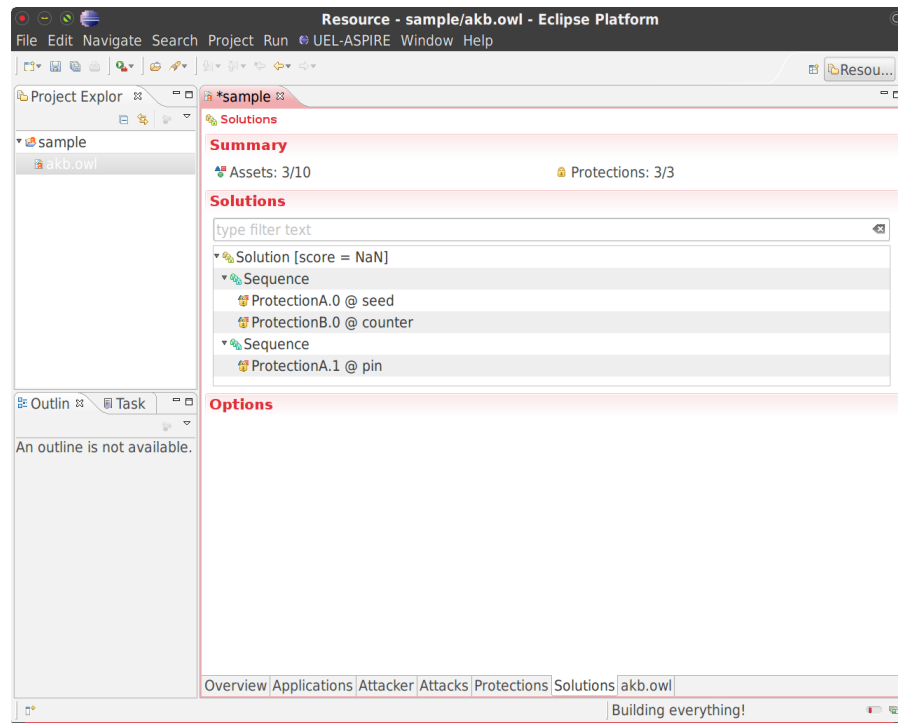 Resource - sample/akb.owl - Eclipse Platform
File Edit Navigate Search Project Run UEL-ASPIRE Window Help
Resou...
Project Explor
*sample
Solutions
sample
akb.owl
Summary
Assets: 3/10 Protections: 3/3
Solutions
type filter text
Solution [score = NaN]
Sequence
ProtectionA.0 @ seed
ProtectionB.0 @ counter
Sequence
ProtectionA.1 @ pin
Outlin Task
Options
An outline is not available.
Overview Applications Attacker Attacks Protections Solutions akb.owl
Building everything!